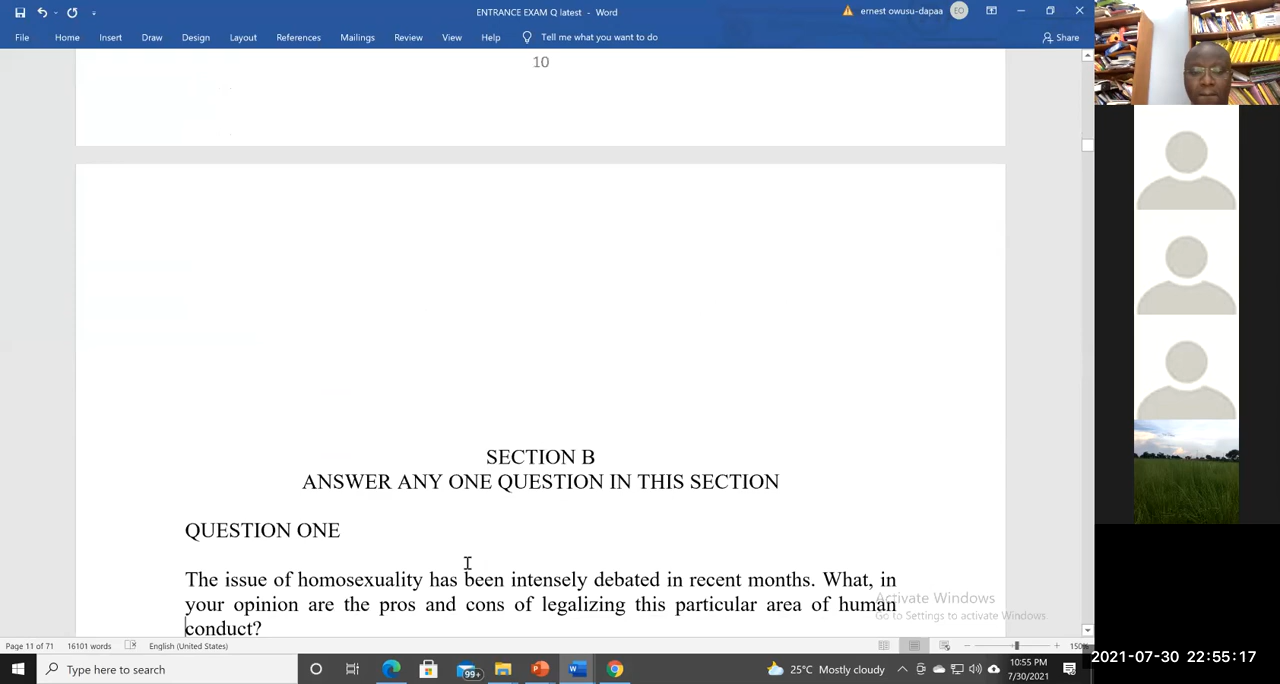 ENTRANCE EXAM Q latest - Word
ernest owusu-dapaa
EO
File Home Insert Draw Design Layout References Mailings Review View Help Tell me what you want to do
Share
10
SECTION B
ANSWER ANY ONE QUESTION IN THIS SECTION
QUESTION ONE
The issue of homosexuality has been intensely debated in recent months. What, in
your opinion are the pros and cons of legalizing this particular area of human
conduct?
Activate Windows
Go to Settings to activate Windows.
Page 11 of 71 16101 words English (United States)
150%
Type here to search
99+
25°C Mostly cloudy
10:55 PM
7/30/2021
2021-07-30 22:55:17